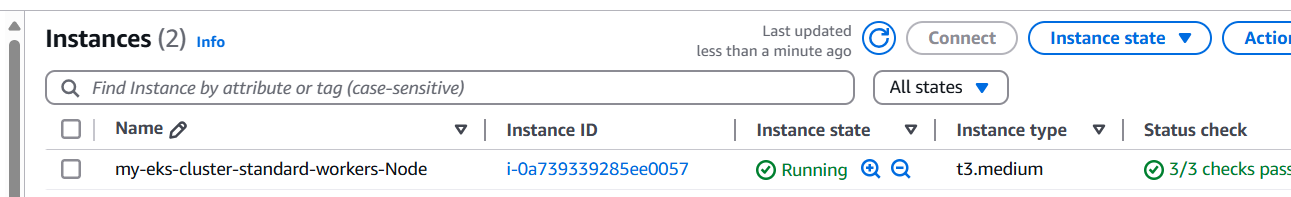 Instances (2) Info
Last updated
less than a minute ago
Connect
Instance state
Find Instance by attribute or tag (case-sensitive)
All states
Name Instance ID Instance state Instance type Status check
my-eks-cluster-standard-workers-Node i-0a739339285ee0057 Running t3.medium 3/3 checks pas